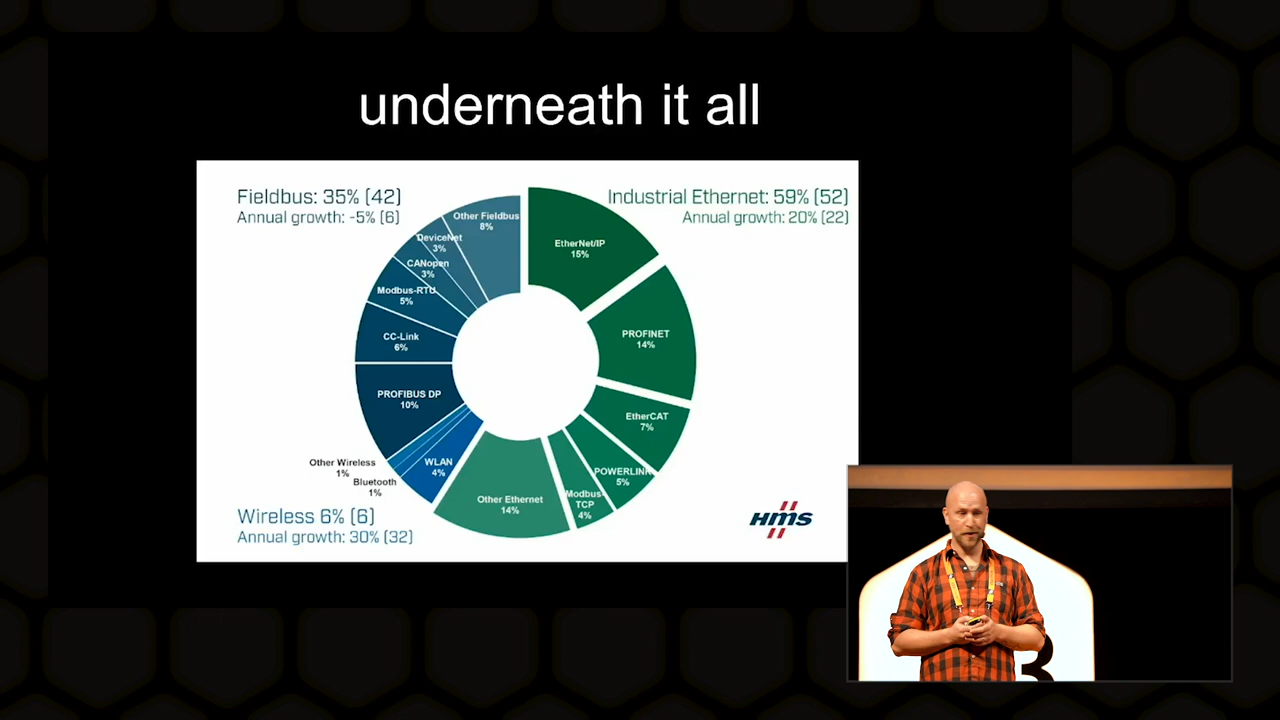 underneath it all
Fieldbus: 35% (42)
Annual growth: -5% (6)
Industrial Ethernet: 59% (52)
Annual growth: 20% (22)
Other Fieldbus
8%
DeviceNet
3%
CANopen
3%
Modbus-RTU
5%
CC-Link
6%
PROFIBUS DP
10%
EtherNet/IP
15%
PROFINET
14%
EtherCAT
7%
POWERLINK
5%
Modbus-
TCP
4%
Other Ethernet
14%
WLAN
4%
Other Wireless
1%
Bluetooth
1%
Wireless 6% (6)
Annual growth: 30% (32)
HMS